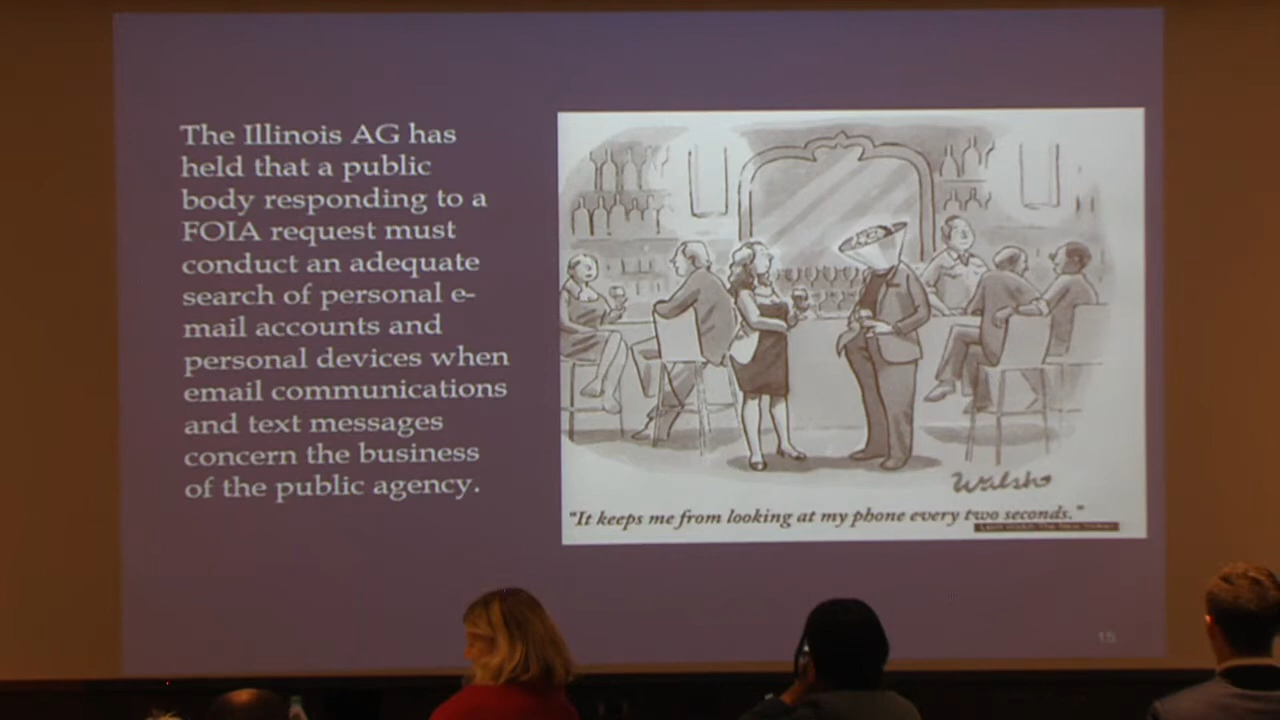 The Illinois AG has
held that a public
body responding to a
FOIA request must
conduct an adequate
search of personal e-
mail accounts and
personal devices when
email communications
and text messages
concern the business
of the public agency.
Walsh
"It keeps me from looking at my phone every two seconds."
15